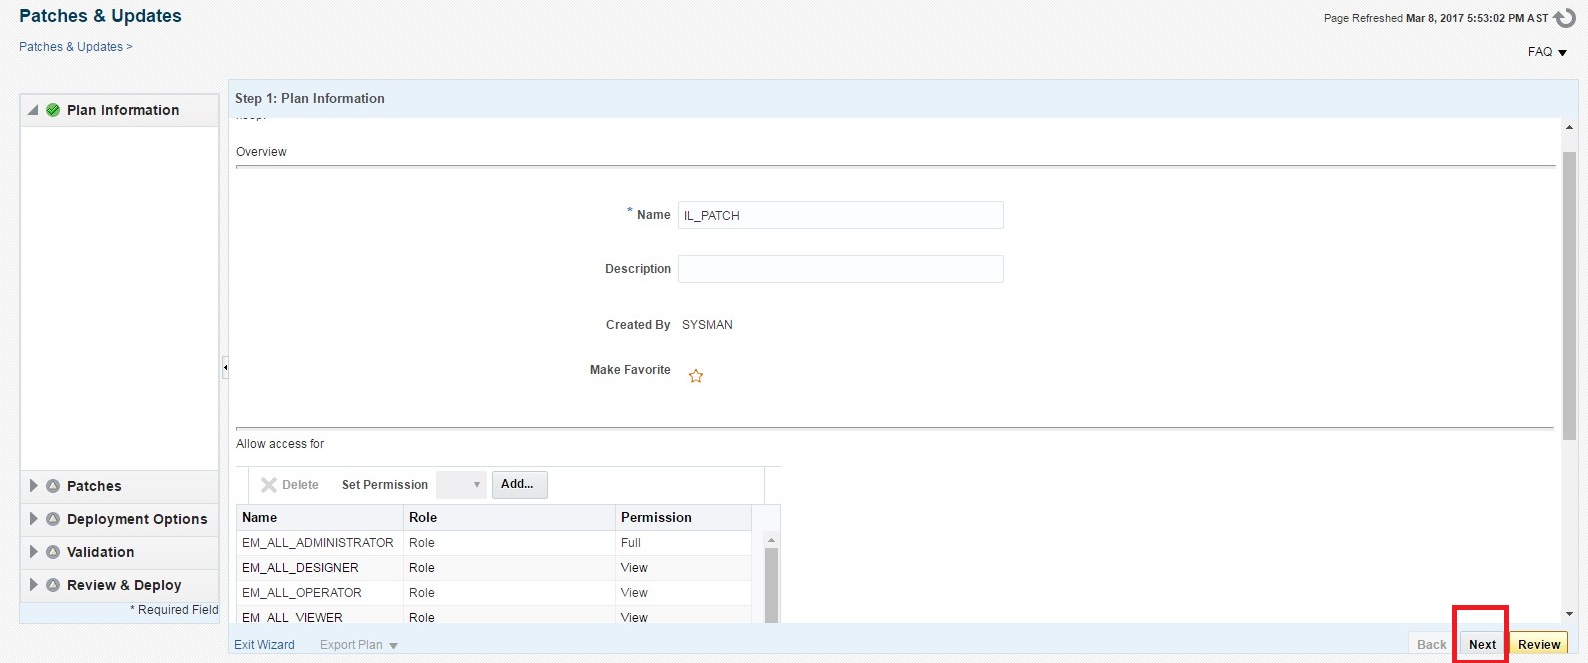 Patches & Updates
Page Refreshed Mar 8, 2017 5:53:02 PM AST
Patches & Updates >
FAQ
Plan Information
Step 1: Plan Information
Overview
* Name IL_PATCH
Description
Created By SYSMAN
Make Favorite
Allow access for
Delete Set Permission Add...
Name Role Permission
EM_ALL_ADMINISTRATOR Role Full
EM_ALL_DESIGNER Role View
EM_ALL_OPERATOR Role View
EM_ALL_VIEWER Role View
Patches
Deployment Options
Validation
Review & Deploy
* Required Field
Exit Wizard Export Plan Back Next Review